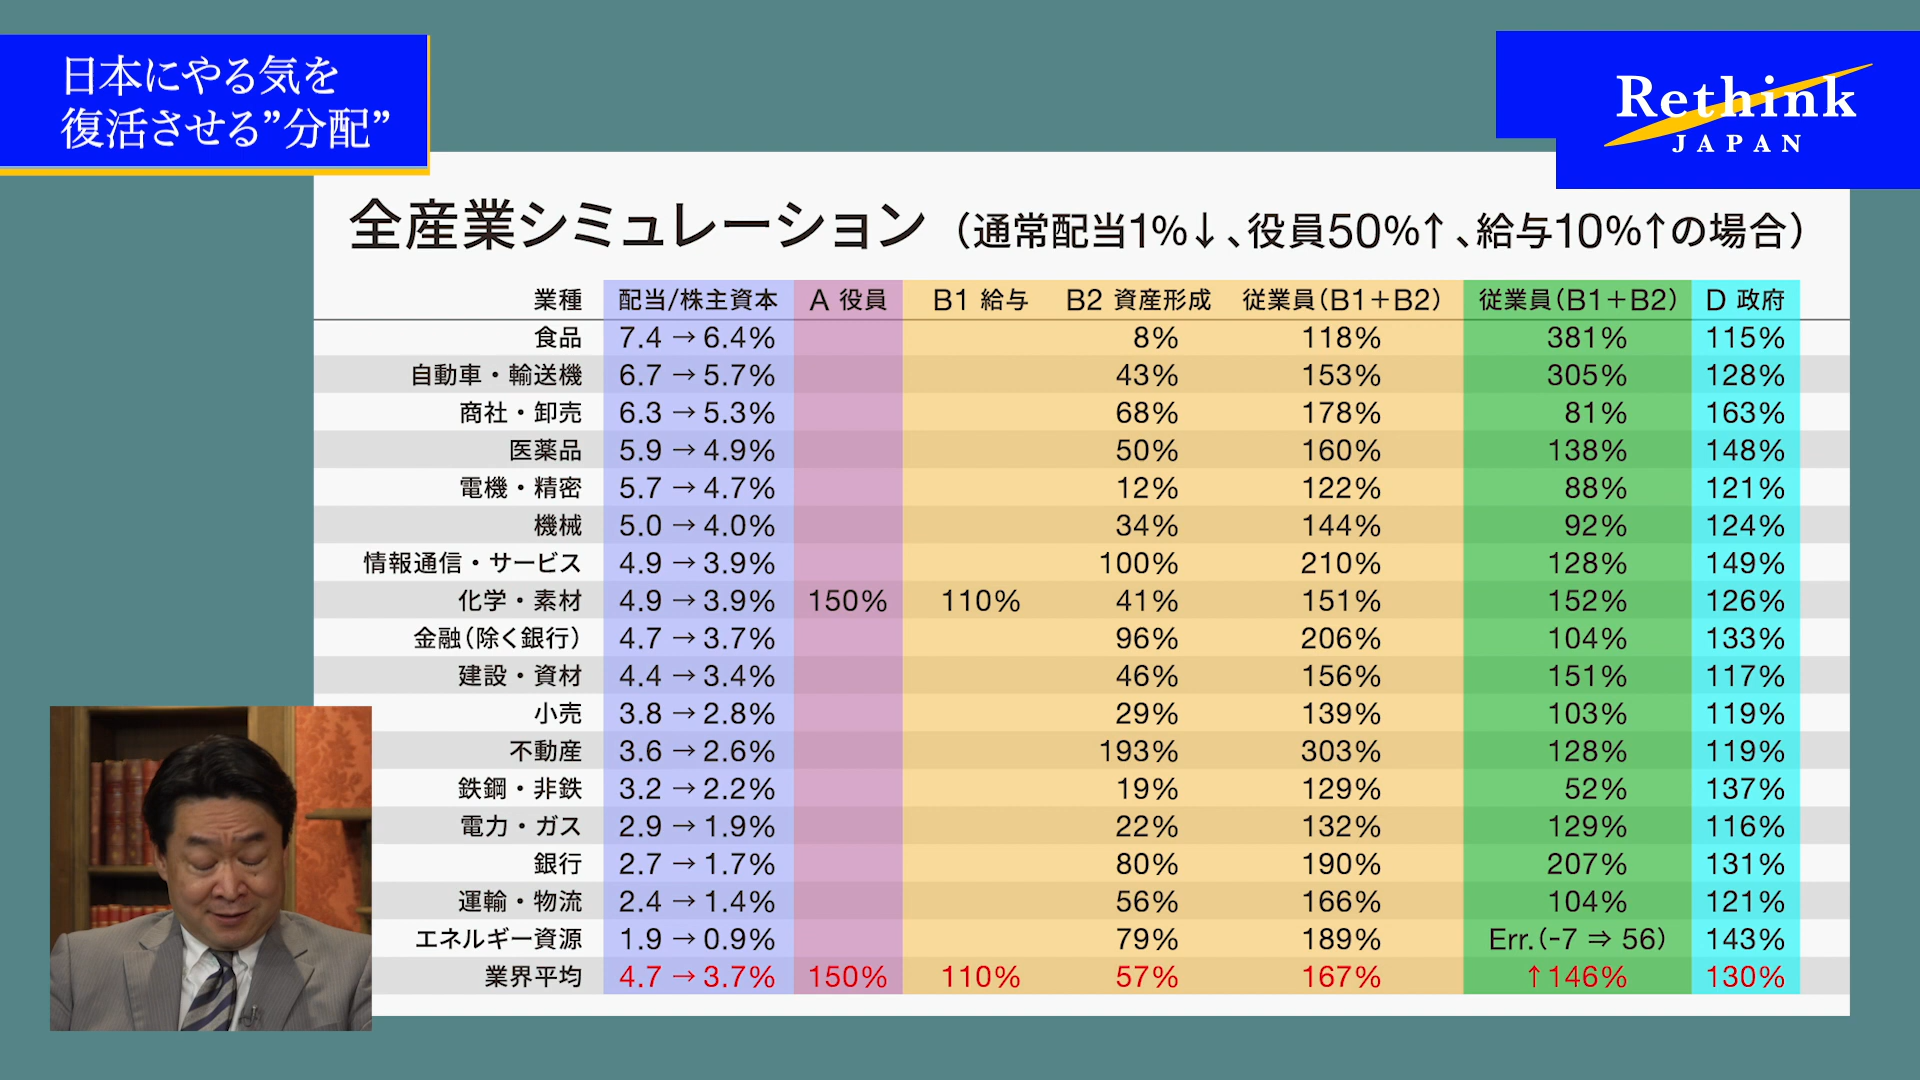 日本にやる気を
復活させる”分配”
Rethink
JAPAN
全産業シミュレーション（通常配当1%↓、役員50%↑、給与10%↑の場合）
業種 配当/株主資本 A 役員 B1 給与 B2 資産形成 従業員（B1＋B2） 従業員（B1＋B2） D 政府
食品 7.4 → 6.4% 8% 118% 381% 115%
自動車・輸送機 6.7 → 5.7% 43% 153% 305% 128%
商社・卸売 6.3 → 5.3% 68% 178% 81% 163%
医薬品 5.9 → 4.9% 50% 160% 138% 148%
電機・精密 5.7 → 4.7% 12% 122% 88% 121%
機械 5.0 → 4.0% 34% 144% 92% 124%
情報通信・サービス 4.9 → 3.9% 100% 210% 128% 149%
化学・素材 4.9 → 3.9% 150% 110% 41% 151% 152% 126%
金融（除く銀行） 4.7 → 3.7% 96% 206% 104% 133%
建設・資材 4.4 → 3.4% 46% 156% 151% 117%
小売 3.8 → 2.8% 29% 139% 103% 119%
不動産 3.6 → 2.6% 193% 303% 128% 119%
鉄鋼・非鉄 3.2 → 2.2% 19% 129% 52% 137%
電力・ガス 2.9 → 1.9% 22% 132% 129% 116%
銀行 2.7 → 1.7% 80% 190% 207% 131%
運輸・物流 2.4 → 1.4% 56% 166% 104% 121%
エネルギー資源 1.9 → 0.9% 79% 189% Err.（-7 ⇒ 56） 143%
業界平均 4.7 → 3.7% 150% 110% 57% 167% ↑146% 130%